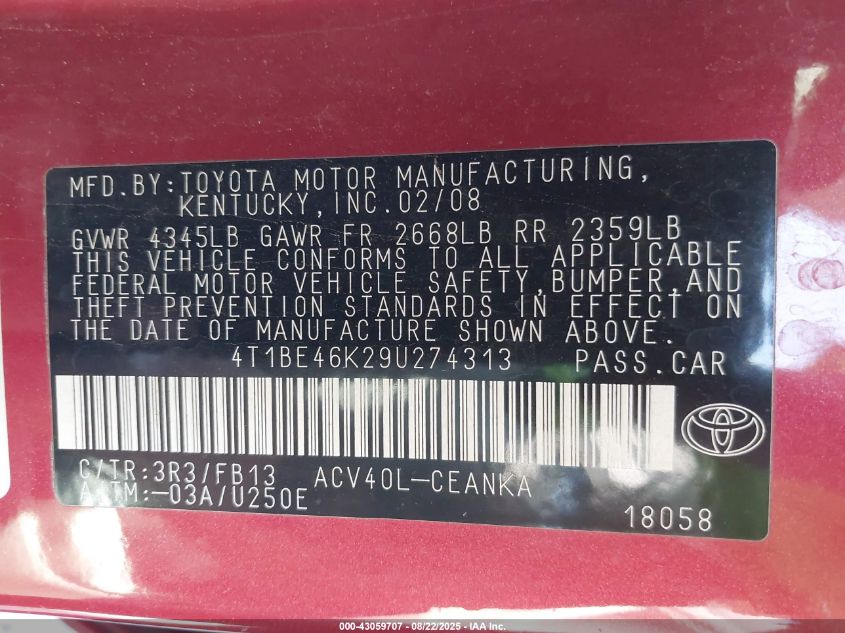 MFD.BY:TOYOTA MOTOR MANUFACTURING,
KENTUCKY,INC.02/08
GVWR 4345LB GAWR FR 2668LB RR 2359LB
THIS VEHICLE CONFORMS TO ALL APPLICABLE
FEDERAL MOTOR VEHICLE SAFETY,BUMPER,AND
THEFT PREVENTION STANDARDS IN EFFECT ON
THE DATE OF MANUFACTURE SHOWN ABOVE.
4T1BE46K29U274313 PASS.CAR
C/TR:3R3/FB13 ACV40L-CEANKA
A/TM:-03A/U250E
18058
000-43059707 - 08/22/2025 - IAA Inc.